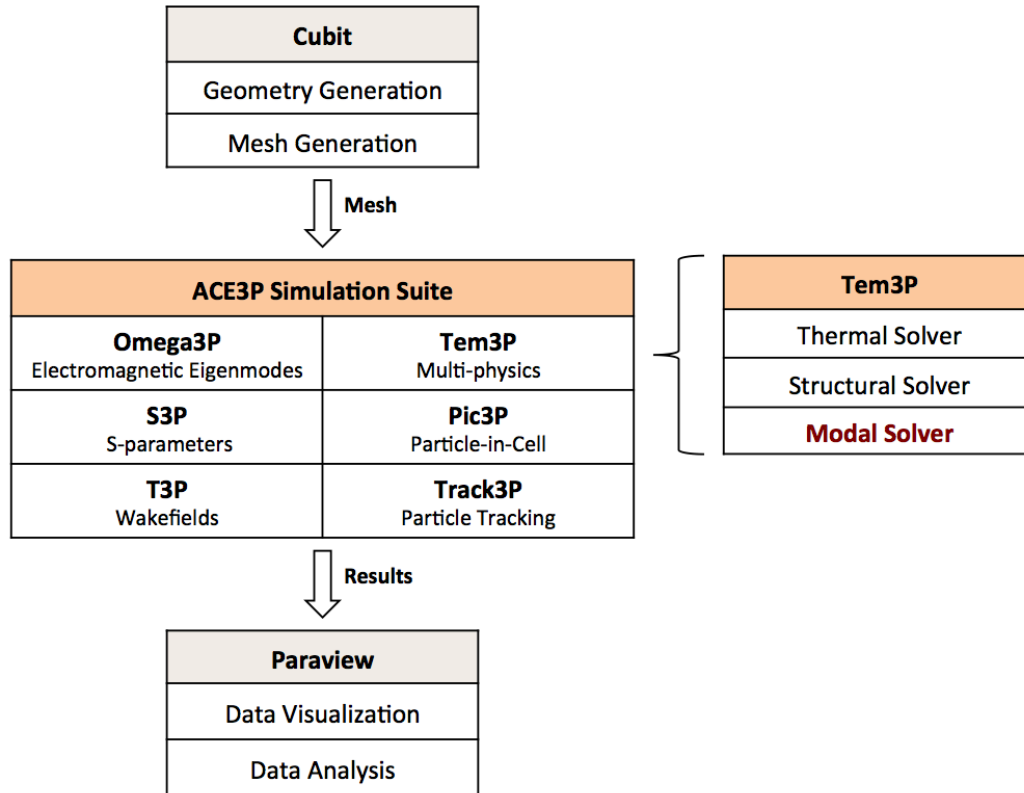 Cubit
Geometry Generation
Mesh Generation
Mesh
ACE3P Simulation Suite
Omega3P
Electromagnetic Eigenmodes
Tem3P
Multi-physics
S3P
S-parameters
Pic3P
Particle-in-Cell
T3P
Wakefields
Track3P
Particle Tracking
Tem3P
Thermal Solver
Structural Solver
Modal Solver
Results
Paraview
Data Visualization
Data Analysis